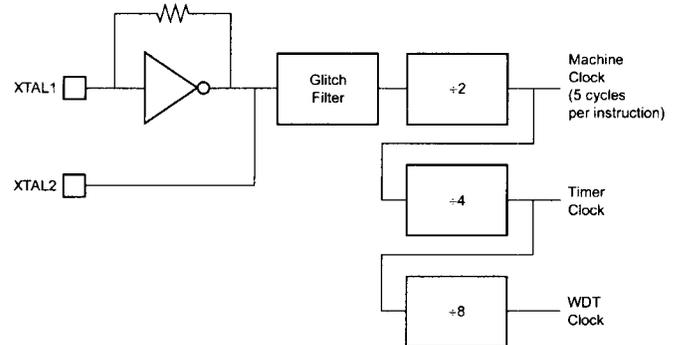 XTAL1
Glitch
Filter
÷2
Machine
Clock
(5 cycles
per instruction)
XTAL2
÷4
Timer
Clock
÷8
WDT
Clock